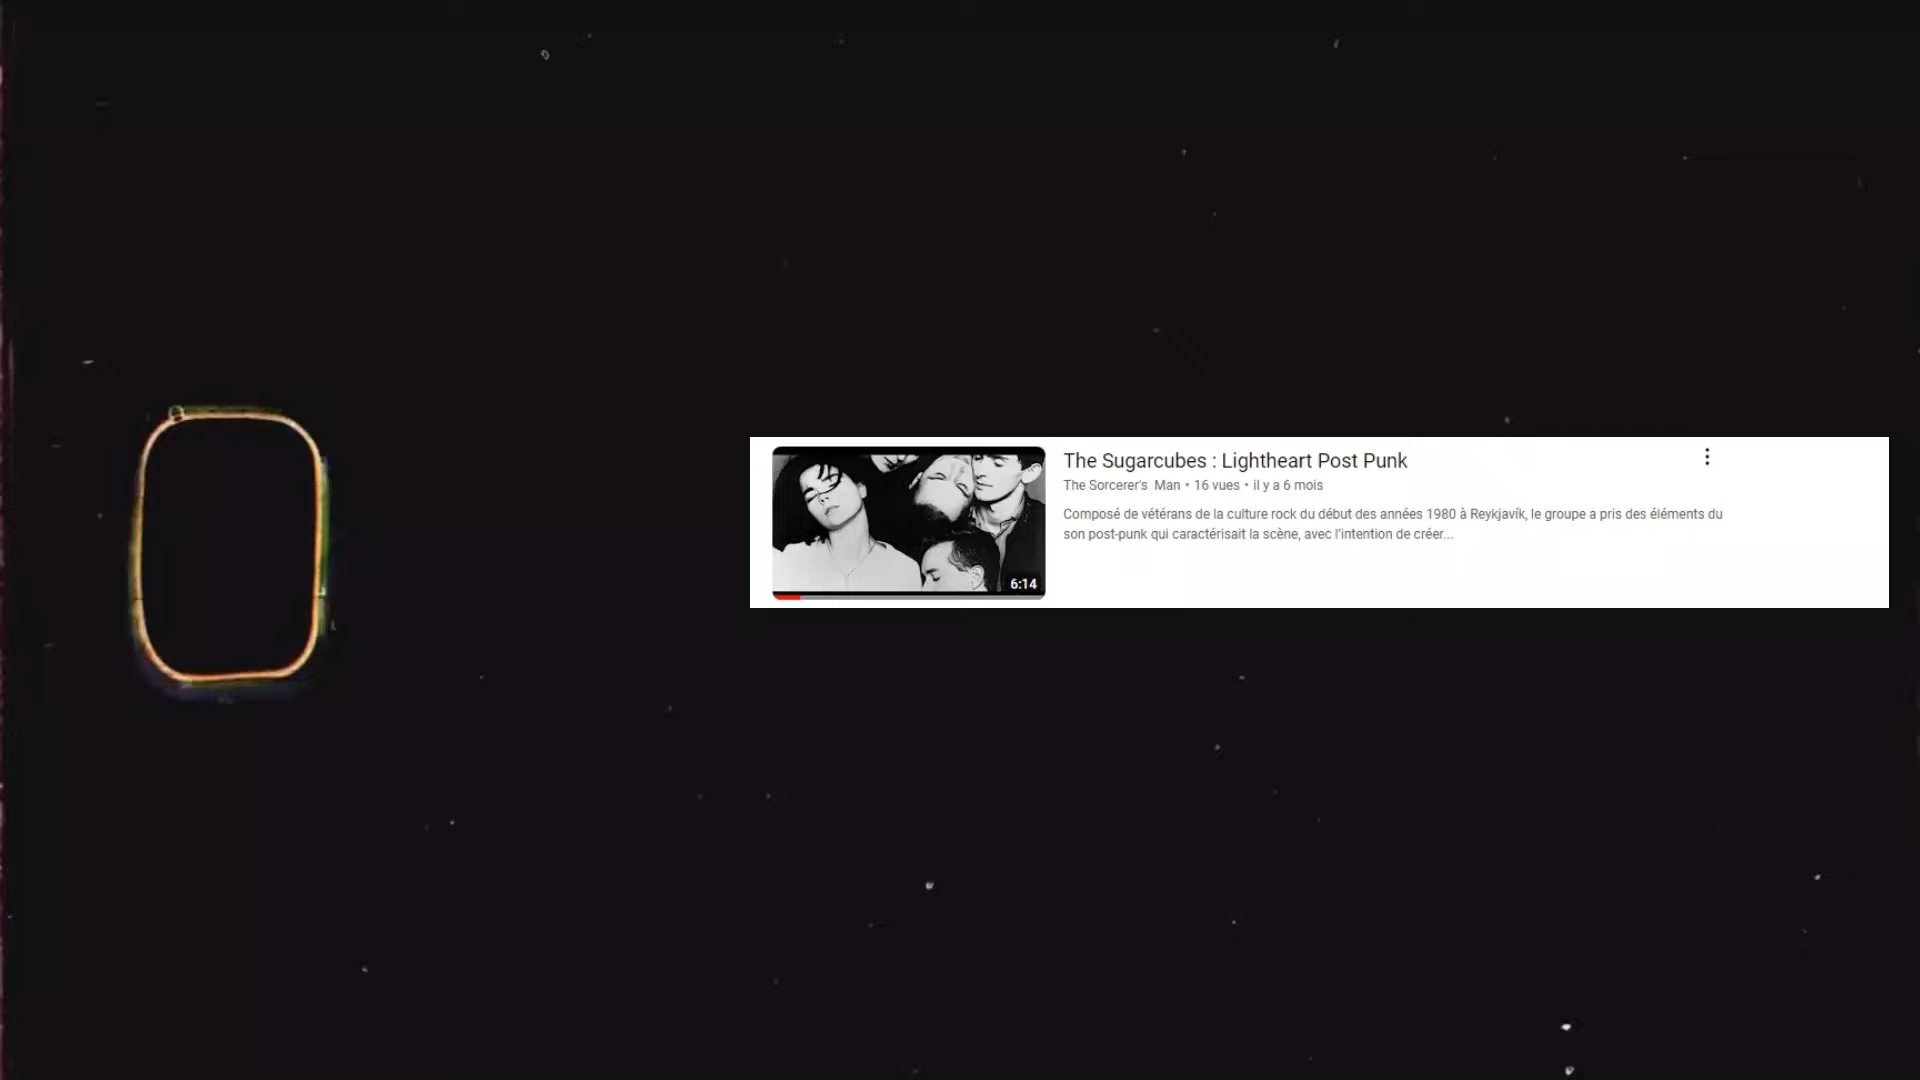 The Sugarcubes : Lightheart Post Punk
The Sorcerer's Man • 16 vues • il y a 6 mois
Composé de vétérans de la culture rock du début des années 1980 à Reykjavík, le groupe a pris des éléments du
son post-punk qui caractérisait la scène, avec l'intention de créer...
6:14